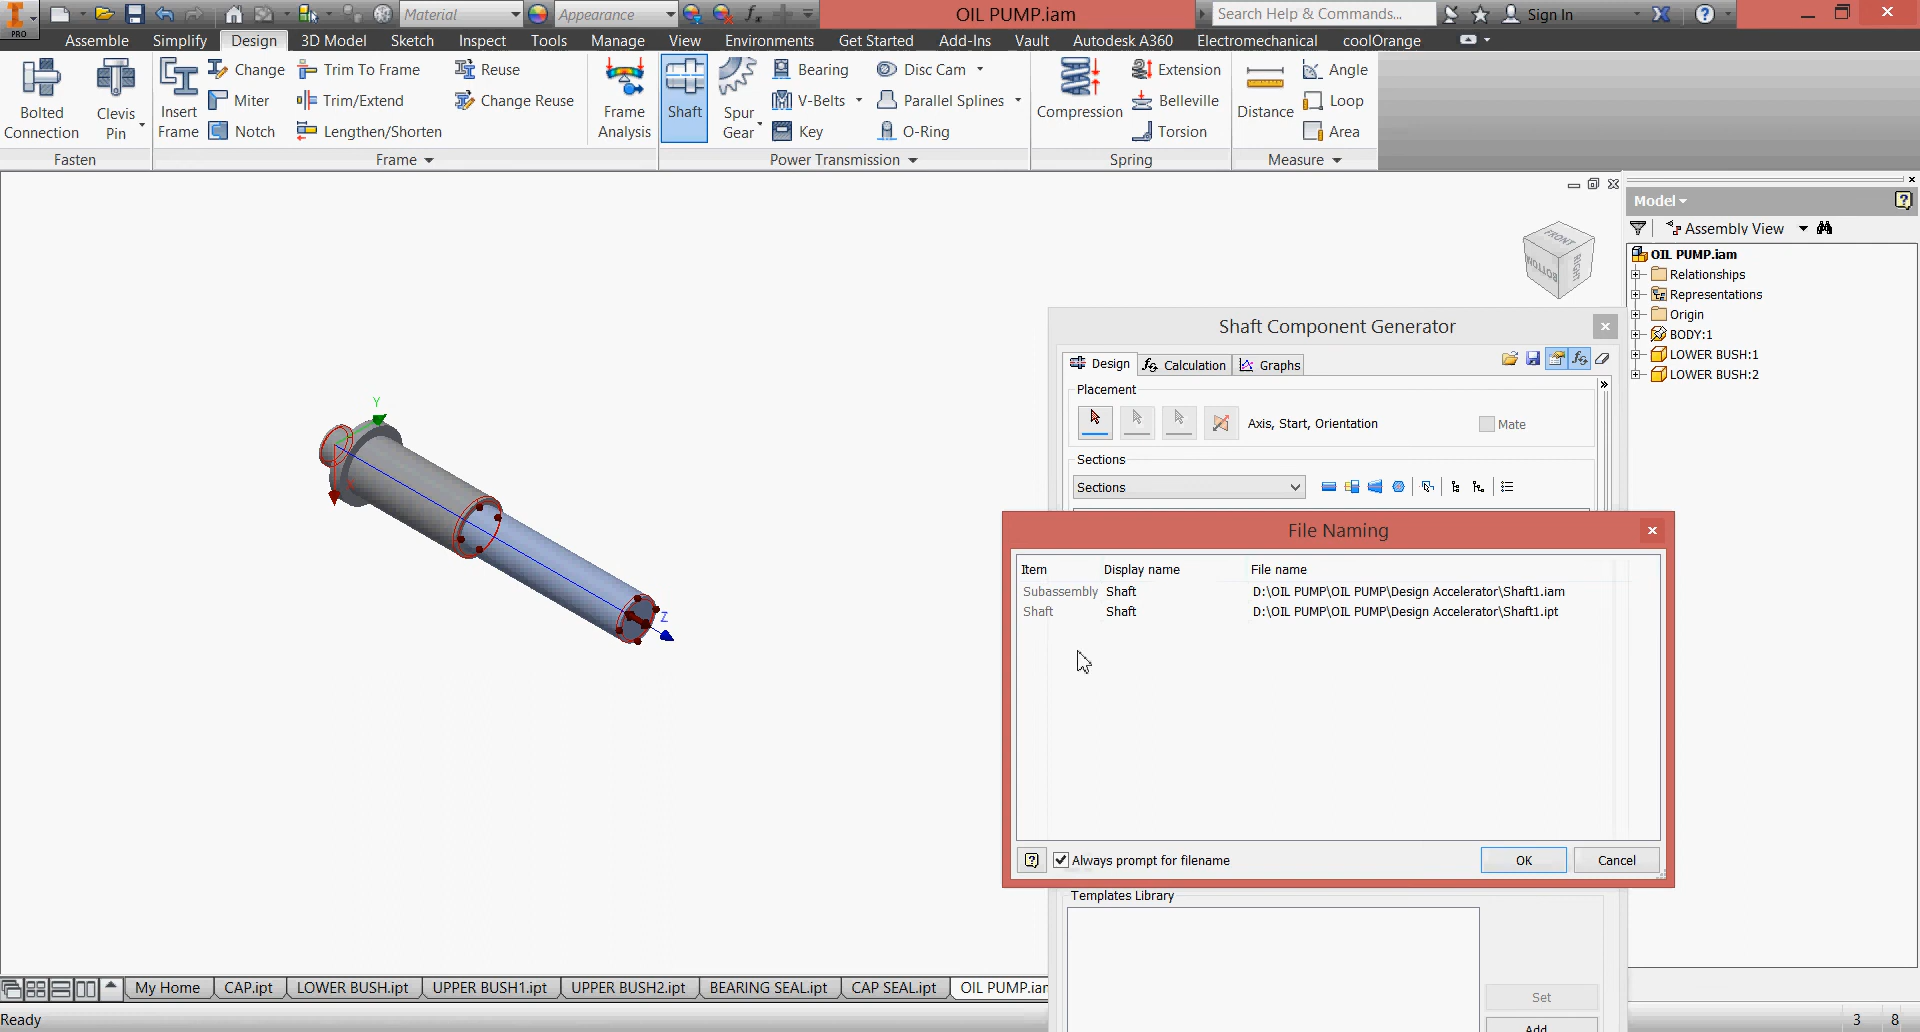 PRO
Material
Appearance
OIL PUMP.iam
Search Help & Commands...
Sign In
Assemble
Simplify
Design
3D Model
Sketch
Inspect
Tools
Manage
View
Environments
Get Started
Add-Ins
Vault
Autodesk A360
Electromechanical
coolOrange
Bolted
Connection
Clevis
Pin
Insert
Frame
Change
Miter
Notch
Trim To Frame
Trim/Extend
Lengthen/Shorten
Reuse
Change Reuse
Frame
Analysis
Shaft
Spur
Gear
Bearing
V-Belts
Key
Disc Cam
Parallel Splines
O-Ring
Compression
Extension
Belleville
Torsion
Distance
Angle
Loop
Area
Fasten
Frame
Power Transmission
Spring
Measure
FRONT
BOTTOM
RIGHT
Y
Z
Model
Assembly View
OIL PUMP.iam
Relationships
Representations
Origin
BODY:1
LOWER BUSH:1
LOWER BUSH:2
Shaft Component Generator
Design
Calculation
Graphs
Placement
Axis, Start, Orientation
Mate
Sections
Sections
File Naming
Item Display name File name
Subassembly Shaft D:\OIL PUMP\OIL PUMP\Design Accelerator\Shaft1.iam
Shaft Shaft D:\OIL PUMP\OIL PUMP\Design Accelerator\Shaft1.ipt
Always prompt for filename
OK
Cancel
Templates Library
Set
Add
My Home
CAP.ipt
LOWER BUSH.ipt
UPPER BUSH1.ipt
UPPER BUSH2.ipt
BEARING SEAL.ipt
CAP SEAL.ipt
OIL PUMP.iam
Ready
3 8